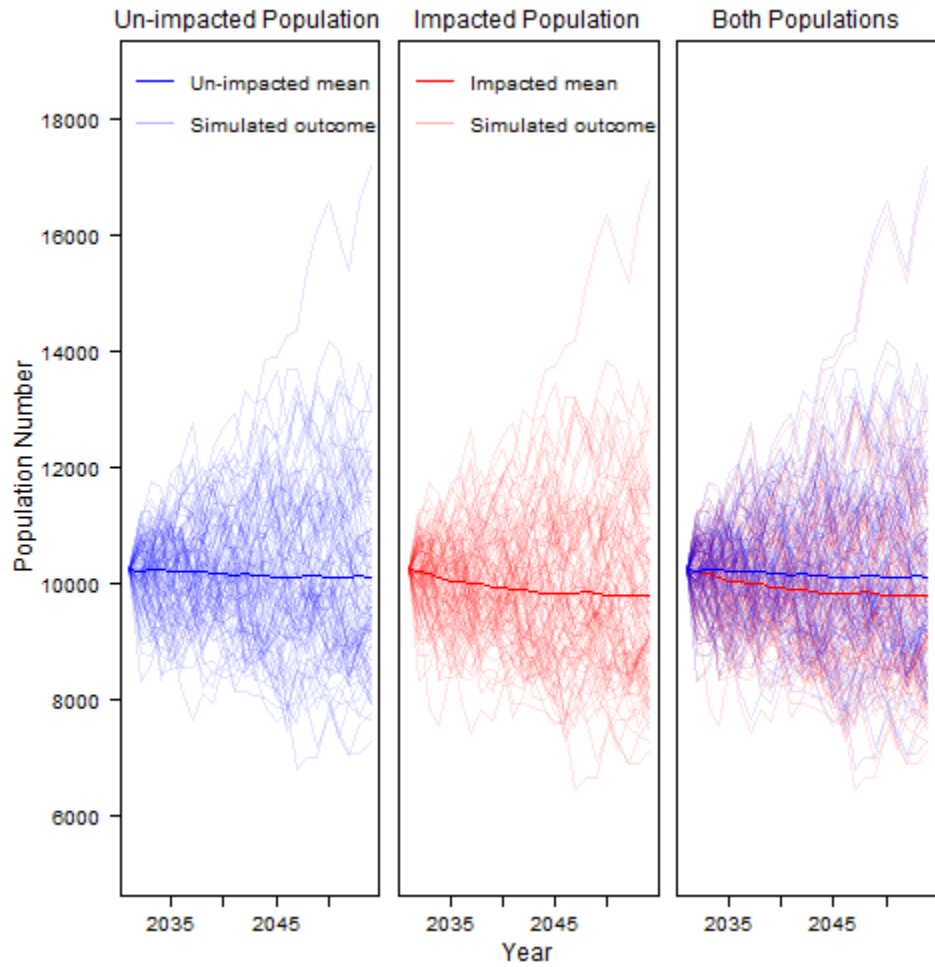 Un-impacted Population
Impacted Population
Both Populations
Un-impacted mean
Simulated outcome
Impacted mean
Simulated outcome
18000
16000
14000
12000
10000
8000
6000
Population Number
2035
2045
2035
2045
2035
2045
Year